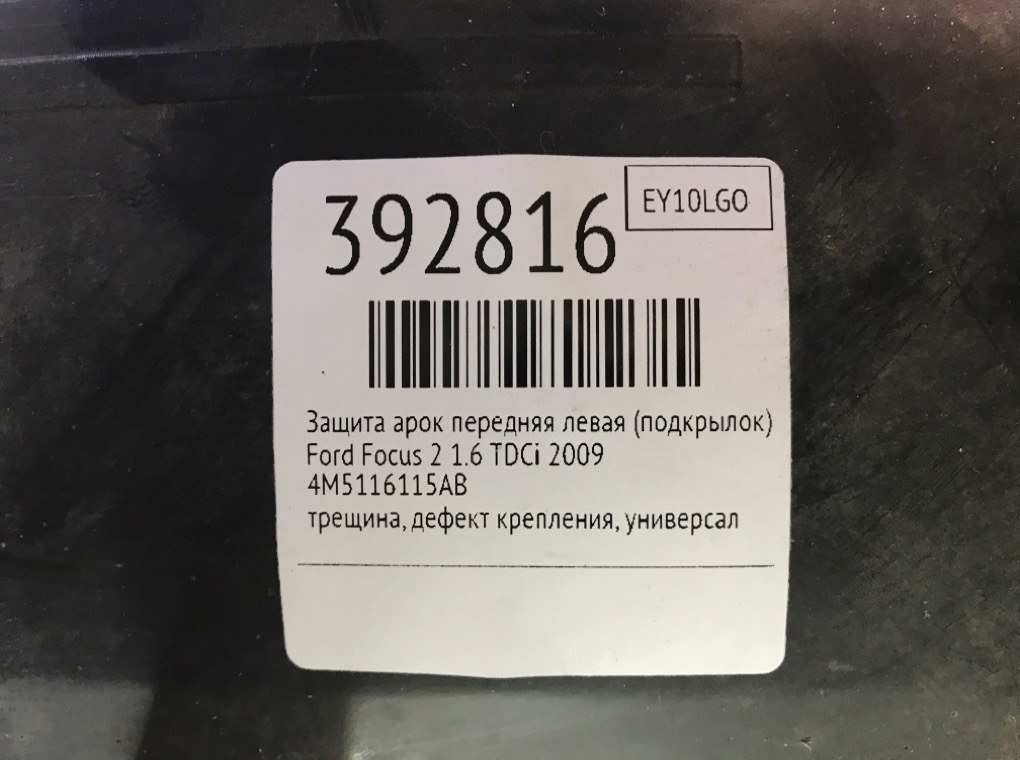 392816
EY10LGO
Защита арок передняя левая (подкрылок)
Ford Focus 2 1.6 TDCi 2009
4M5116115AB
трещина, дефект крепления, универсал